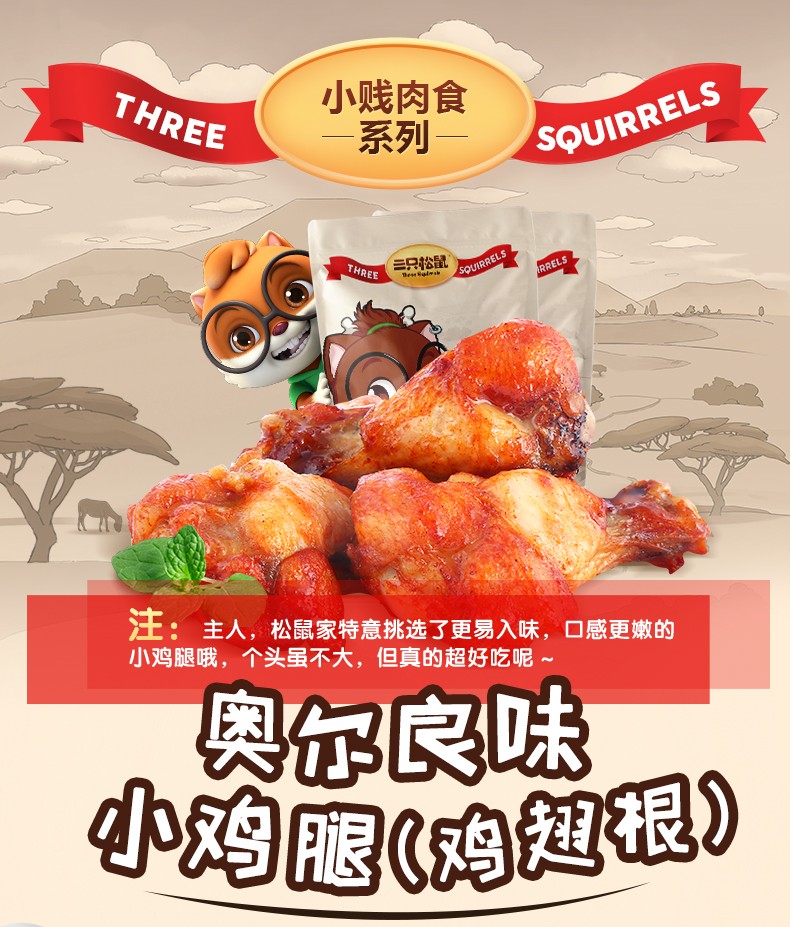 THREE
小贱肉食
系列
SQUIRRELS
THREE
三只松鼠
Three Squirrels
SQUIRRELS
IRRELS
注：主人，松鼠家特意挑选了更易入味，口感更嫩的
小鸡腿哦，个头虽不大，但真的超好吃呢~
奥尔良味
小鸡腿(鸡翅根)